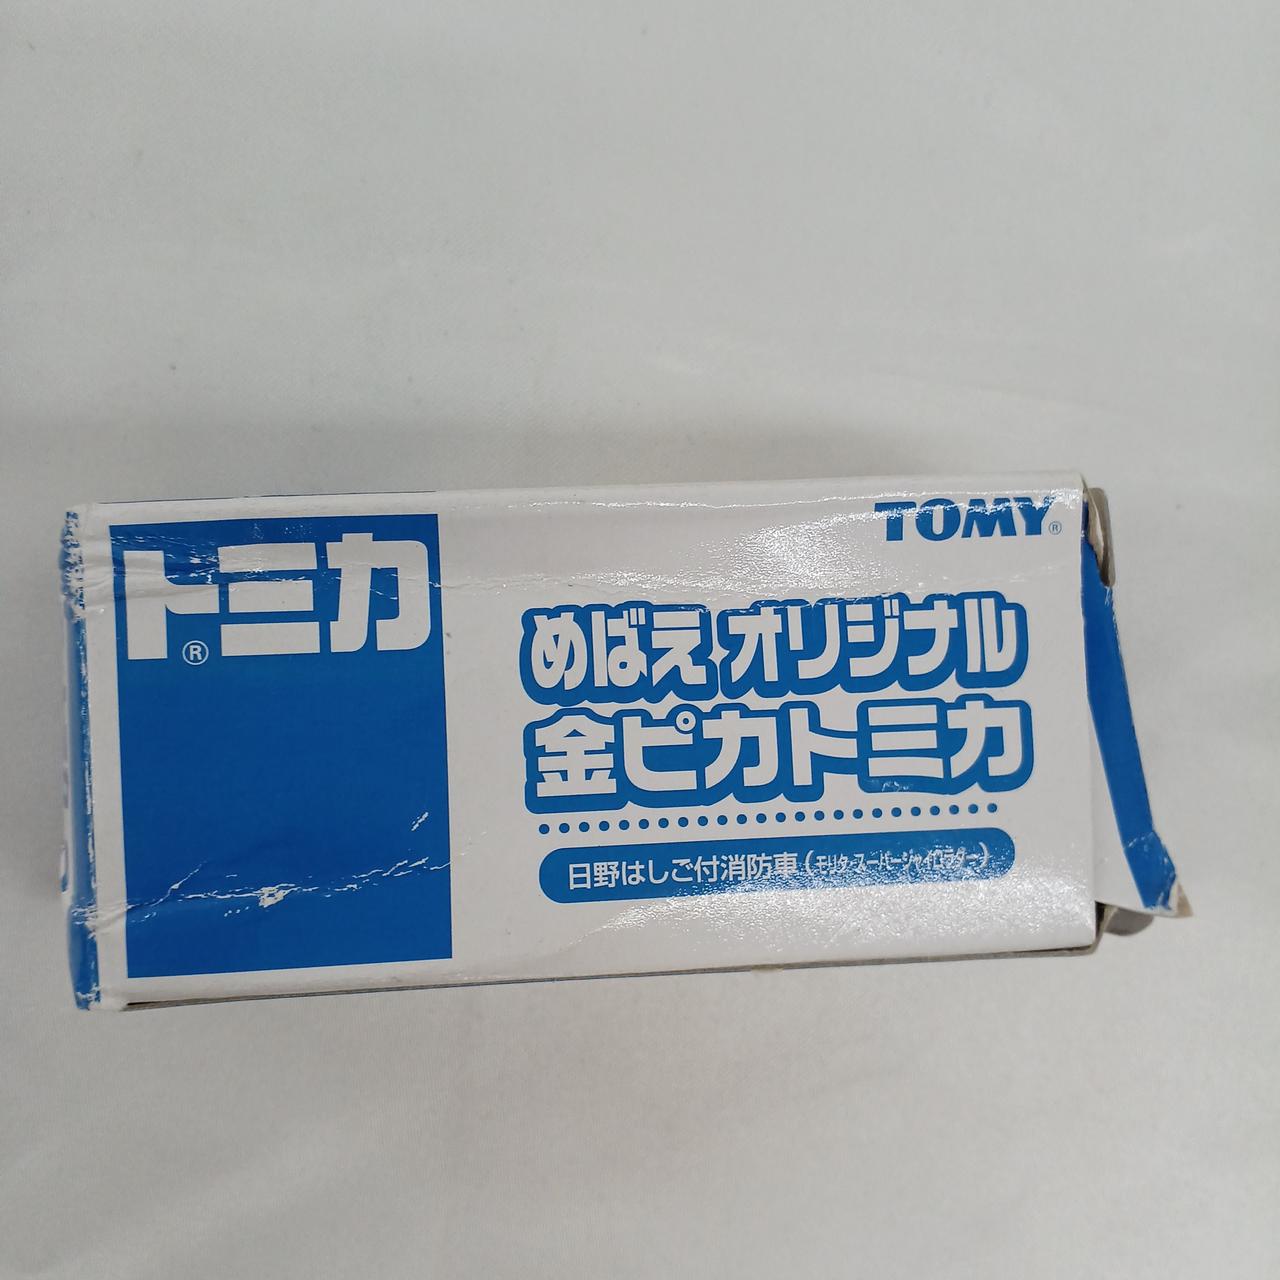 トミカ®
TOMY®
めばえオリジナル
金ピカトミカ
日野はしご付消防車（モリタ・スーパージャイロラダー）